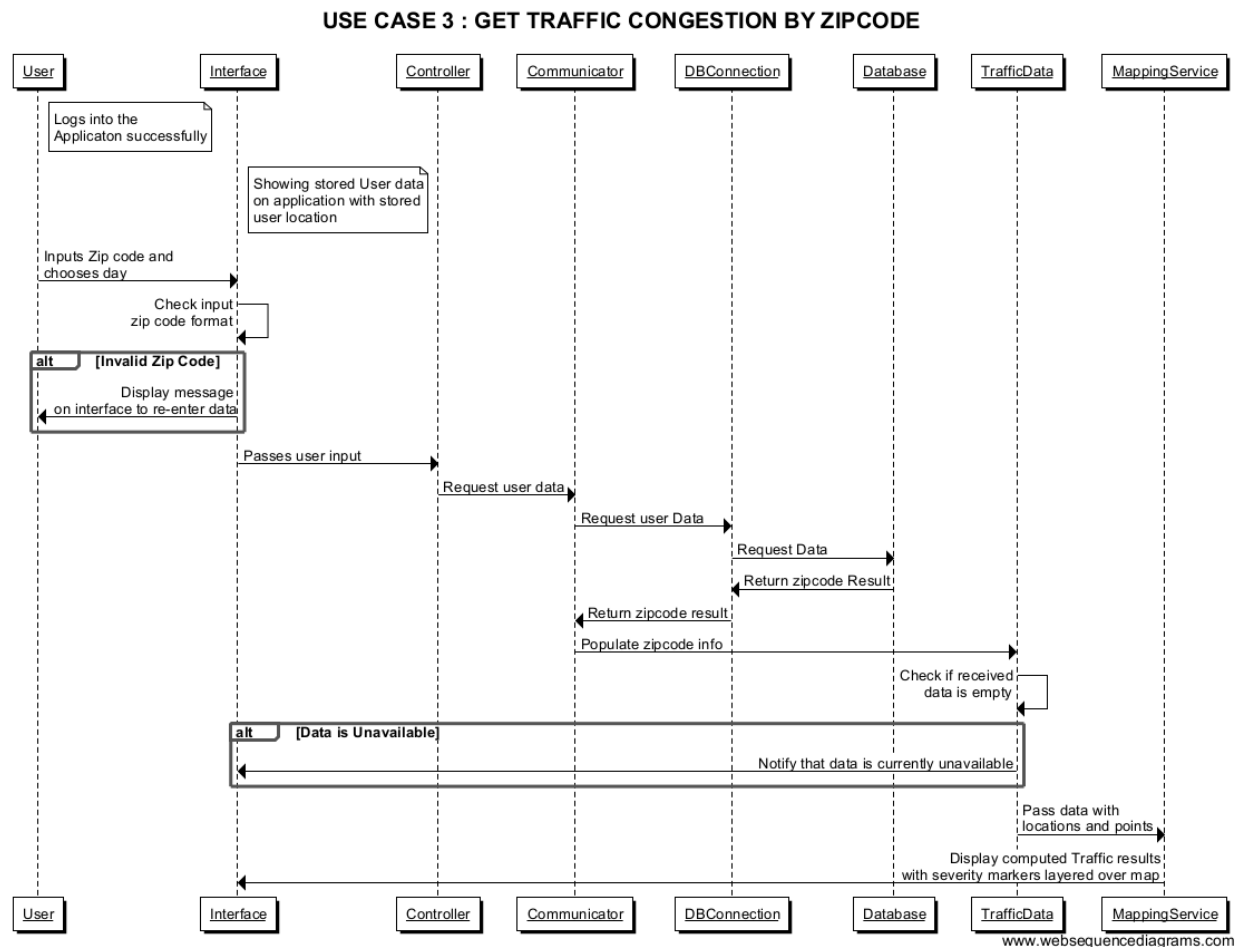 USE CASE 3 : GET TRAFFIC CONGESTION BY ZIPCODE
User Interface Controller Communicator DBConnection Database TrafficData MappingService
Logs into the
Applicaton successfully
Showing stored User data
on application with stored
user location
Inputs Zip code and
chooses day
Check input
zip code format
alt [Invalid Zip Code]
Display message
on interface to re-enter data
Passes user input
Request user data
Request user Data
Request Data
Return zipcode Result
Return zipcode result
Populate zipcode info
Check if received
data is empty
alt [Data is Unavailable]
Notify that data is currently unavailable
Pass data with
locations and points
Display computed Traffic results
with severity markers layered over map
User Interface Controller Communicator DBConnection Database TrafficData MappingService
www.websequencediagrams.com